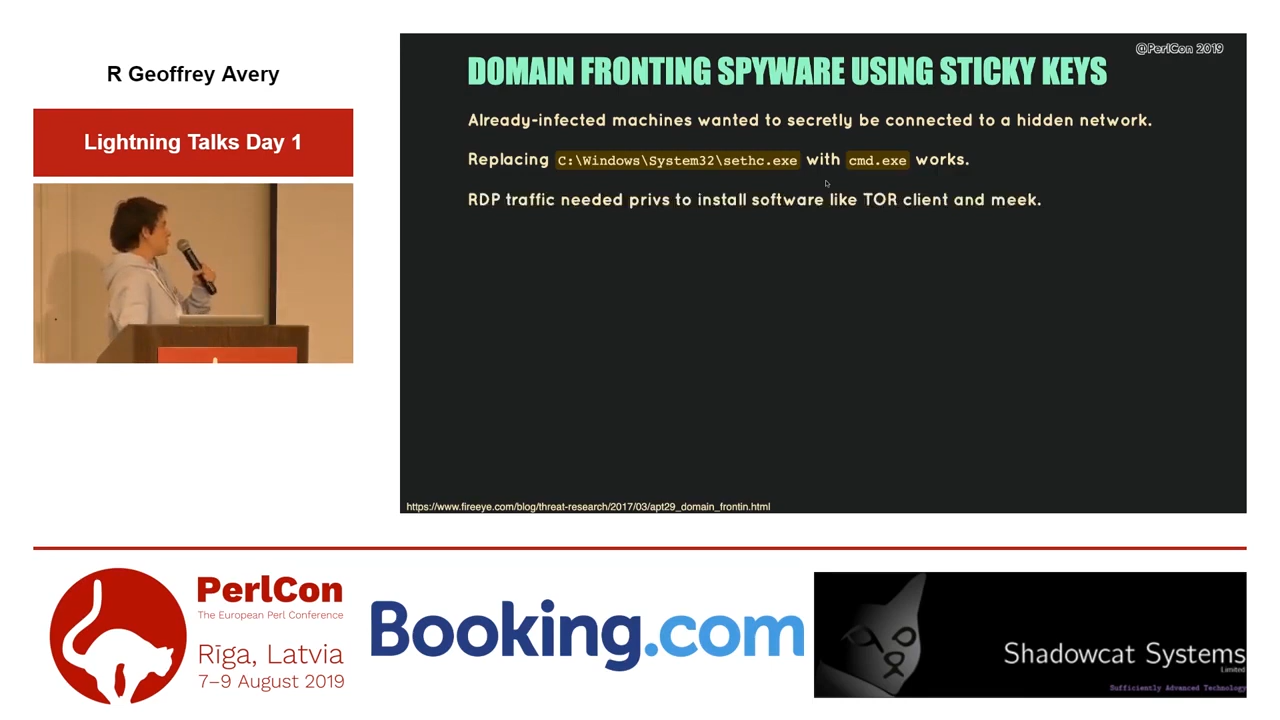 R Geoffrey Avery
Lightning Talks Day 1
@PerlCon 2019
DOMAIN FRONTING SPYWARE USING STICKY KEYS
Already-infected machines wanted to secretly be connected to a hidden network.
Replacing C:\Windows\System32\sethc.exe with cmd.exe works.
RDP traffic needed privs to install software like TOR client and meek.
https://www.fireeye.com/blog/threat-research/2017/03/apt29_domain_frontin.html
PerlCon
The European Perl Conference
Rīga, Latvia
7–9 August 2019
Booking.com
Shadowcat Systems
Limited
Sufficiently Advanced Technology